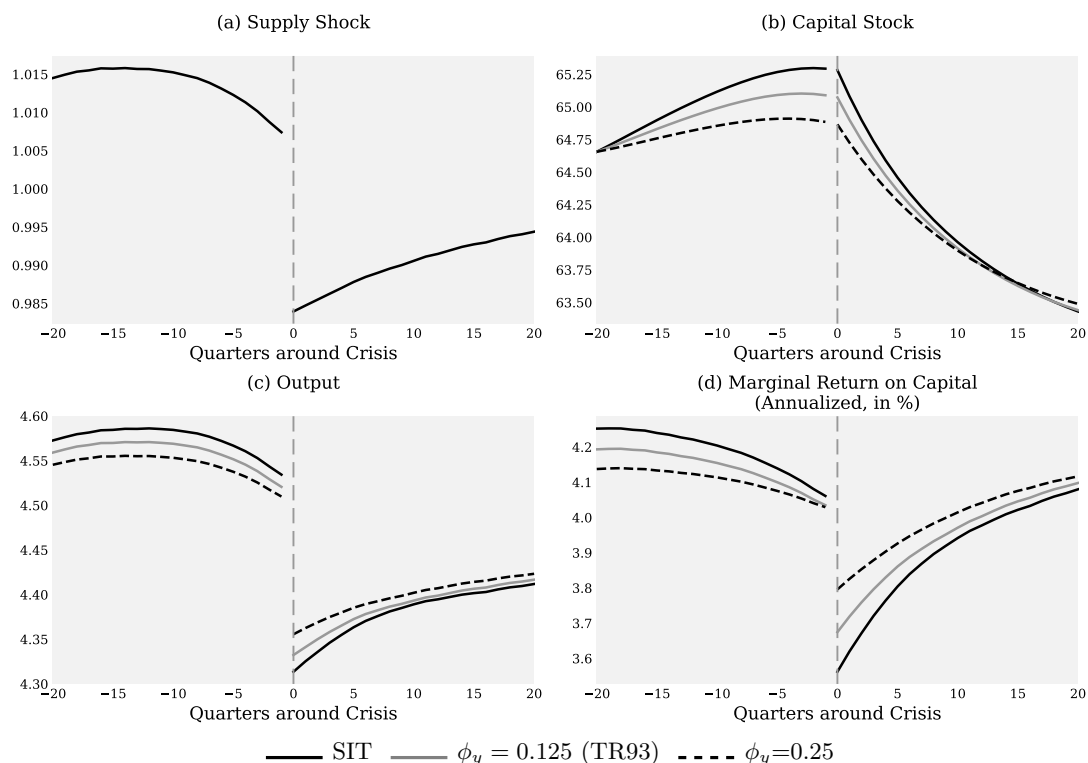 (a) Supply Shock
1.015
1.010
1.005
1.000
0.995
0.990
0.985
−20 −15 −10 −5 0 5 10 15 20
Quarters around Crisis
(b) Capital Stock
65.25
65.00
64.75
64.50
64.25
64.00
63.75
63.50
−20 −15 −10 −5 0 5 10 15 20
Quarters around Crisis
(c) Output
4.60
4.55
4.50
4.45
4.40
4.35
4.30
−20 −15 −10 −5 0 5 10 15 20
Quarters around Crisis
(d) Marginal Return on Capital
(Annualized, in %)
4.2
4.1
4.0
3.9
3.8
3.7
3.6
−20 −15 −10 −5 0 5 10 15 20
Quarters around Crisis
SIT ϕ_y = 0.125 (TR93) ϕ_y=0.25